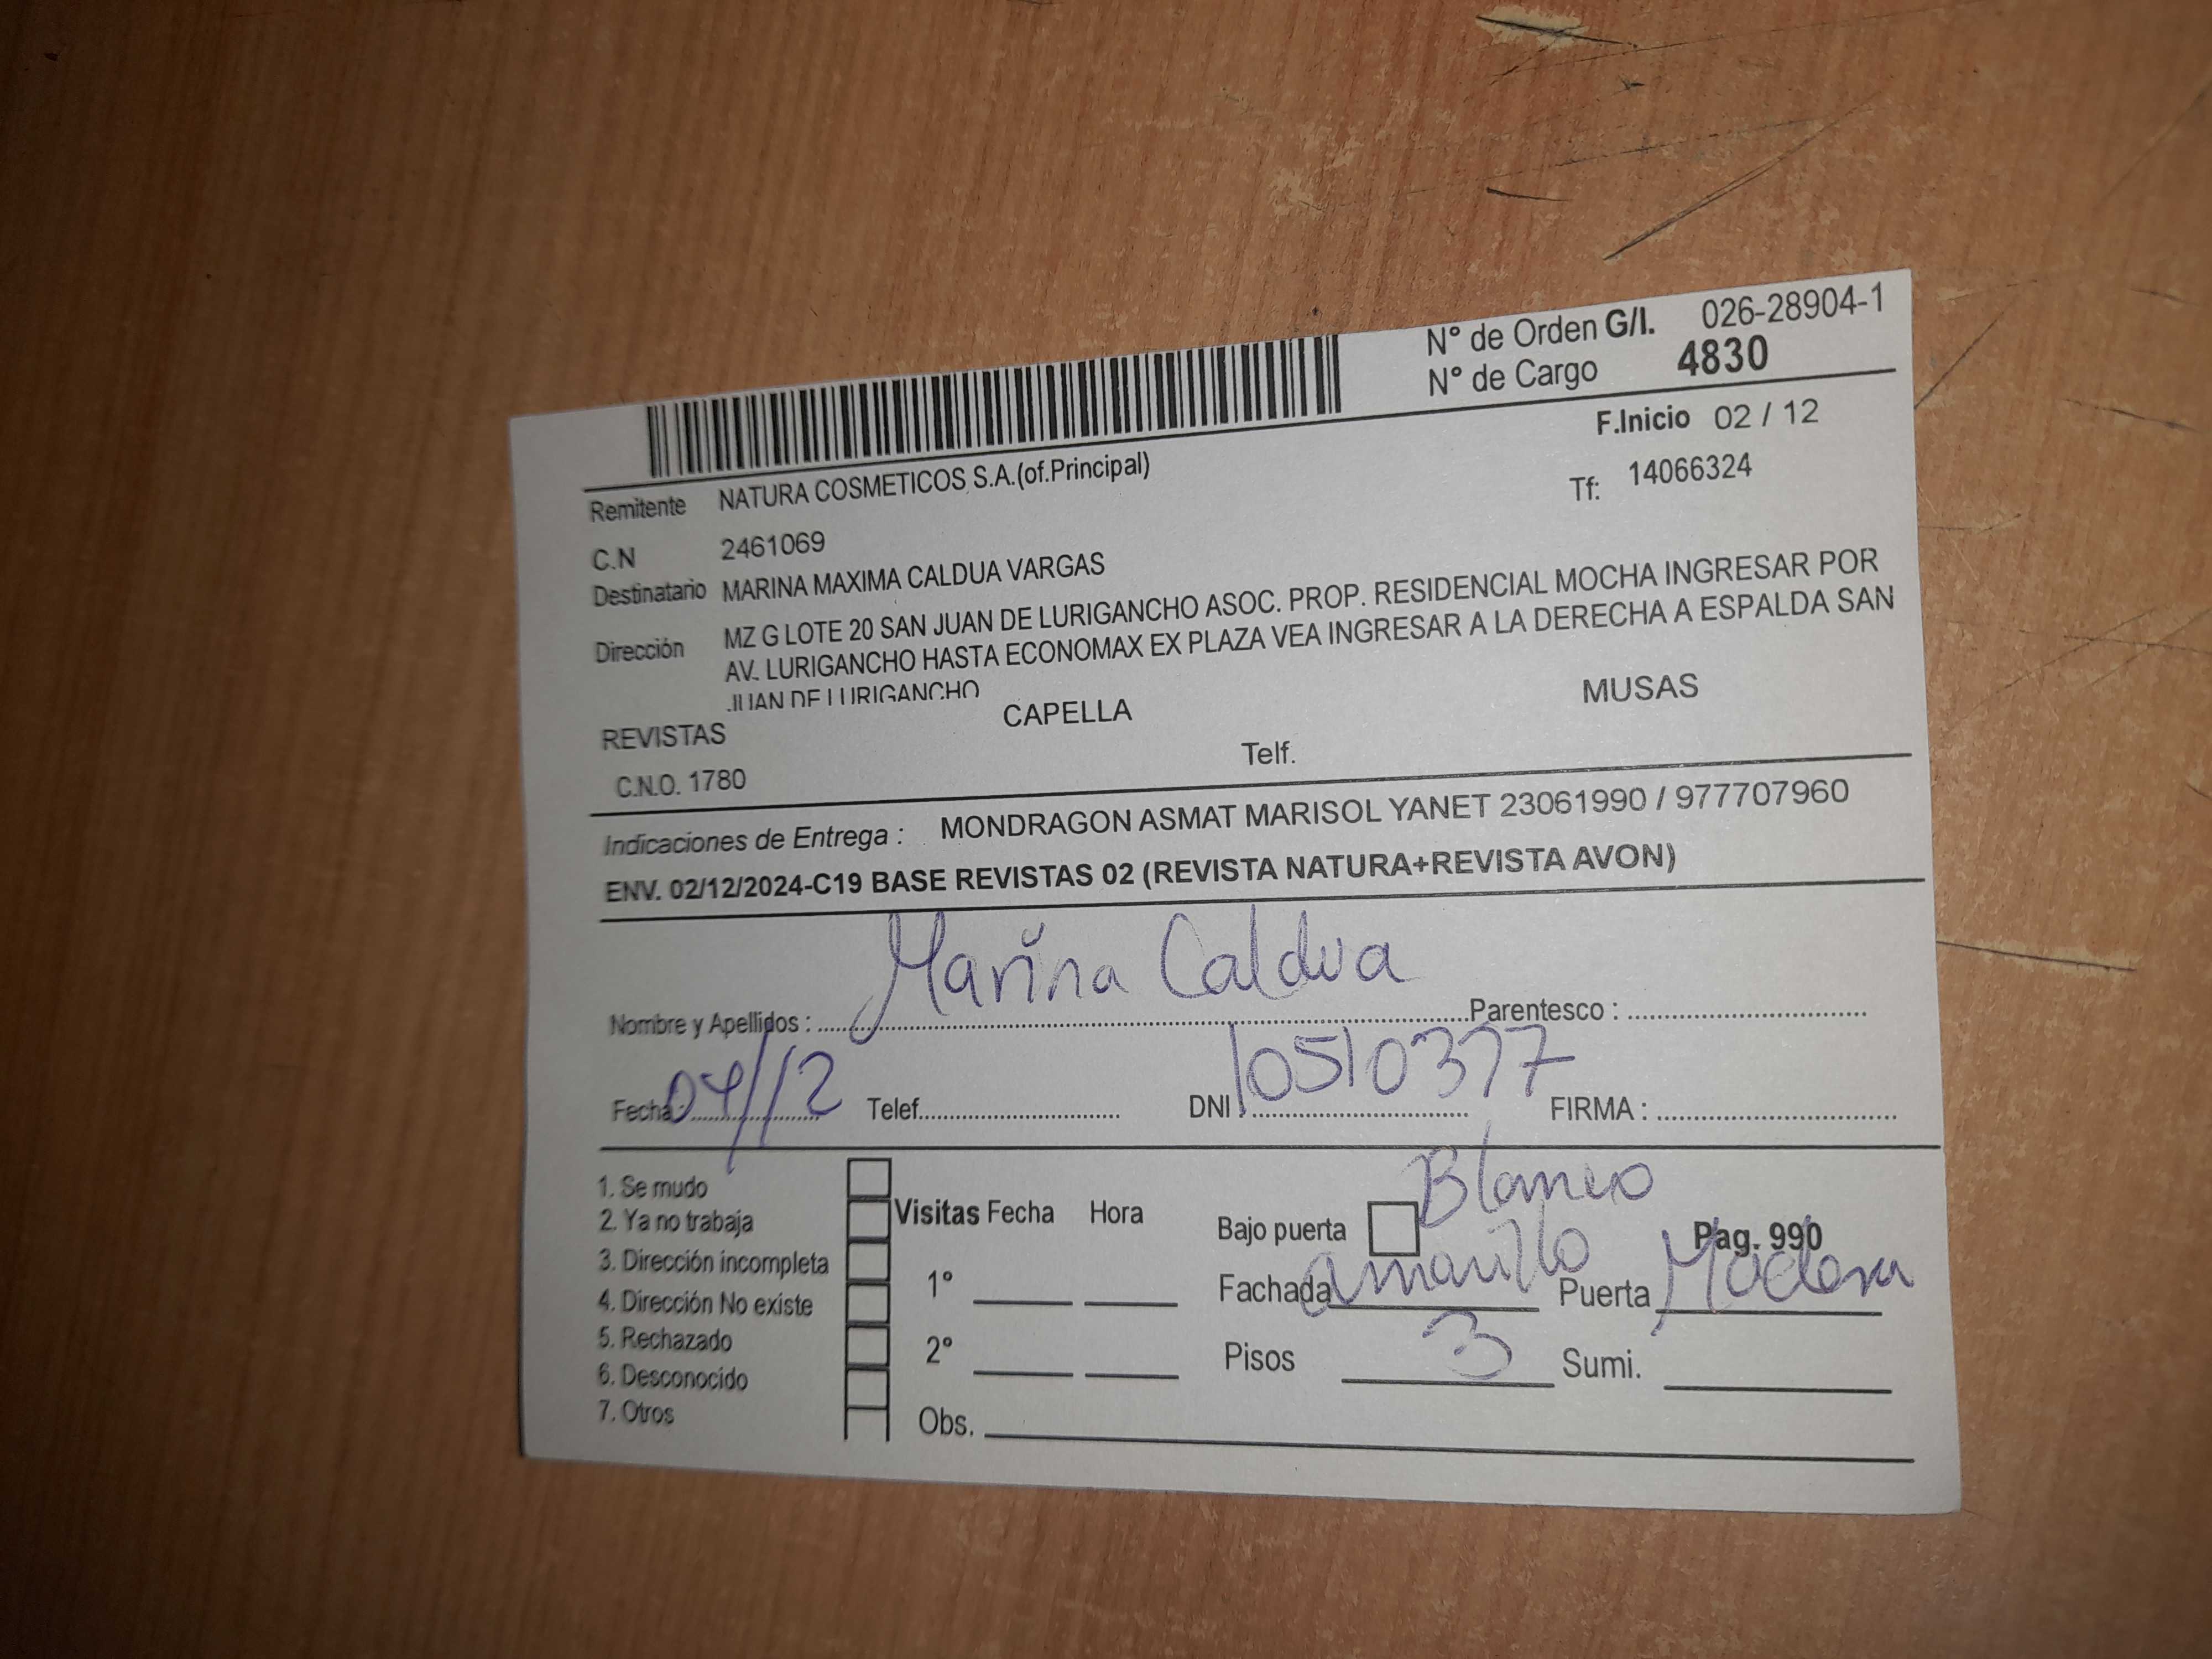 N° de Orden G/I. 026-28904-1
N° de Cargo 4830
F.Inicio 02 / 12
Remitente NATURA COSMETICOS S.A.(of.Principal)
Tf: 14066324
C.N 2461069
Destinatario MARINA MAXIMA CALDUA VARGAS
Dirección MZ G LOTE 20 SAN JUAN DE LURIGANCHO ASOC. PROP. RESIDENCIAL MOCHA INGRESAR POR
AV. LURIGANCHO HASTA ECONOMAX EX PLAZA VEA INGRESAR A LA DERECHA A ESPALDA SAN
JUAN DE LURIGANCHO
REVISTAS CAPELLA MUSAS
C.N.O. 1780 Telf.
Indicaciones de Entrega : MONDRAGON ASMAT MARISOL YANET 23061990 / 977707960
ENV. 02/12/2024-C19 BASE REVISTAS 02 (REVISTA NATURA+REVISTA AVON)
Marina Caldua
Nombre y Apellidos : Parentesco :
Fecha: 04/12 Telef. DNI : 10510377 FIRMA :
1. Se mudo
2. Ya no trabaja
3. Dirección incompleta
4. Dirección No existe
5. Rechazado
6. Desconocido
7. Otros
Visitas Fecha Hora
1°
2°
Obs.
Blanco
Bajo puerta Pag. 990
Fachada amarillo Puerta Madera
Pisos 3 Sumi.